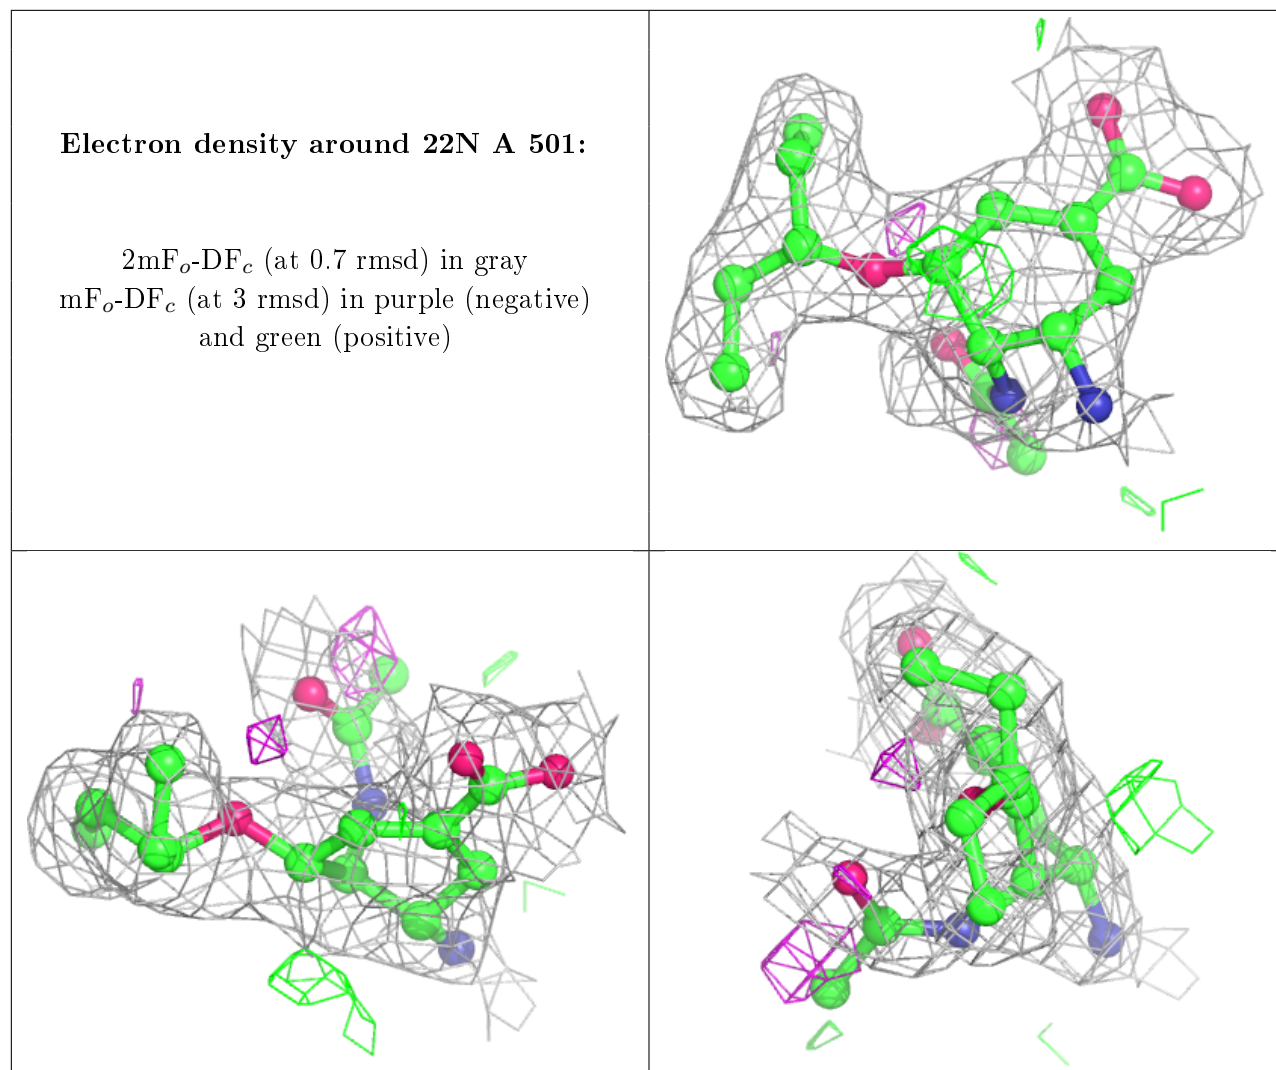 Electron density around 22N A 501:
2mFₒ-DF𝒸 (at 0.7 rmsd) in gray
mFₒ-DF𝒸 (at 3 rmsd) in purple (negative)
and green (positive)